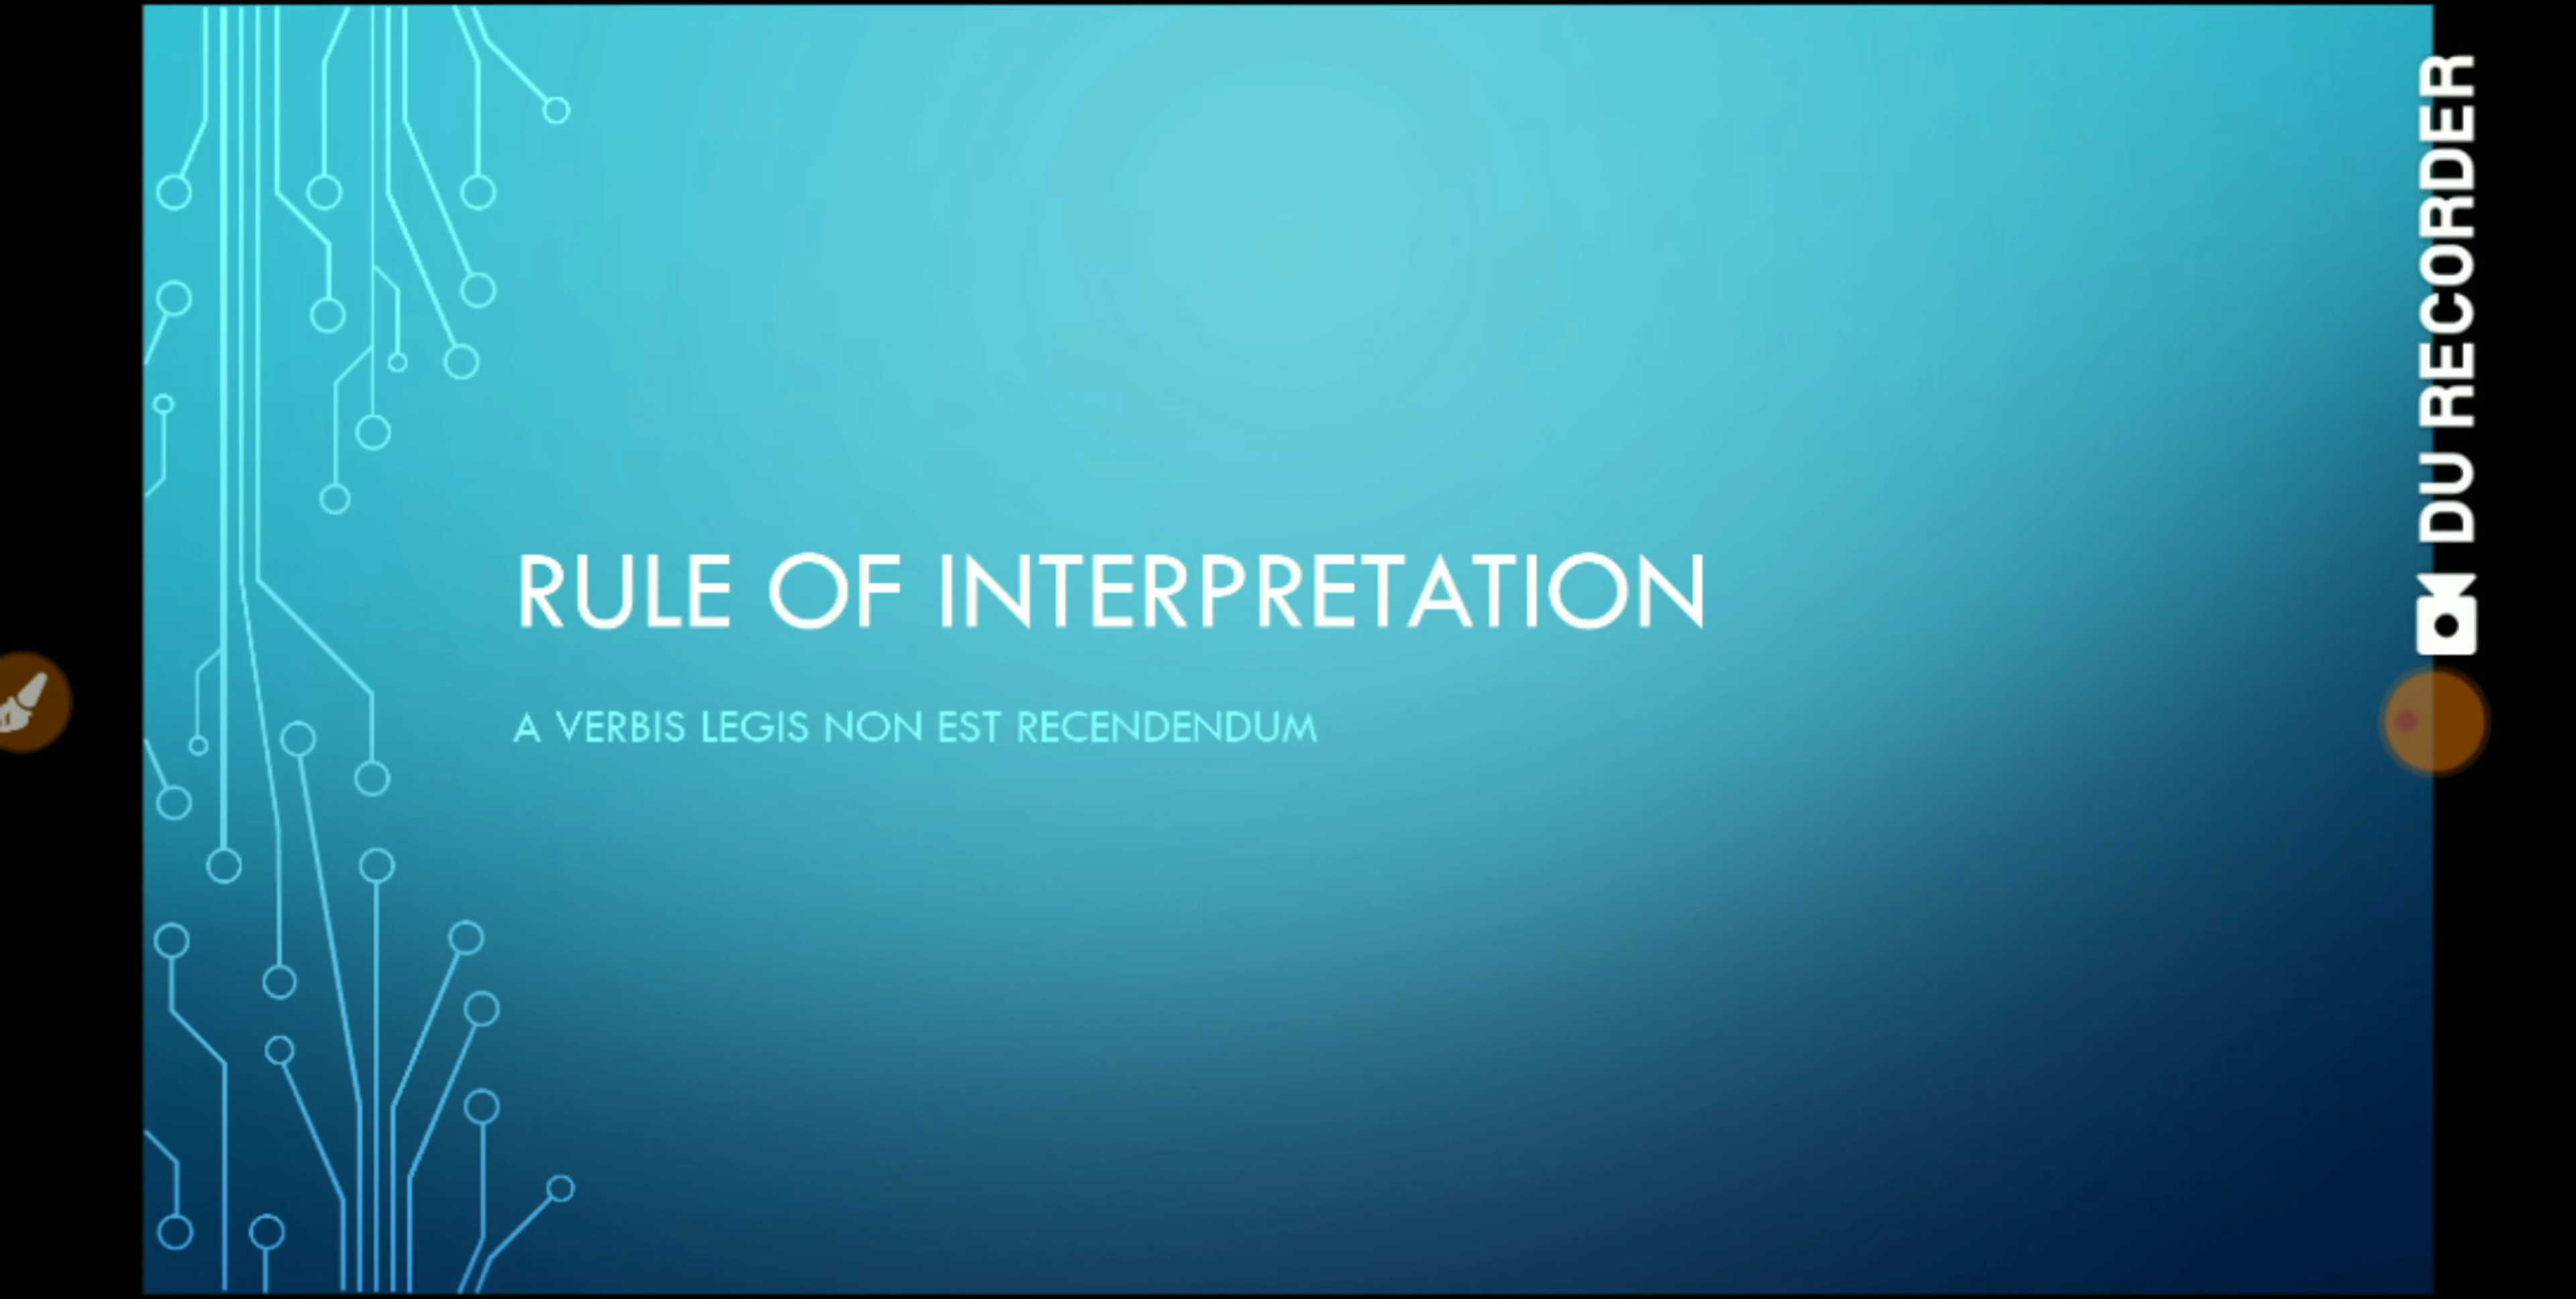 RULE OF INTERPRETATION
A VERBIS LEGIS NON EST RECENDENDUM
DU RECORDER